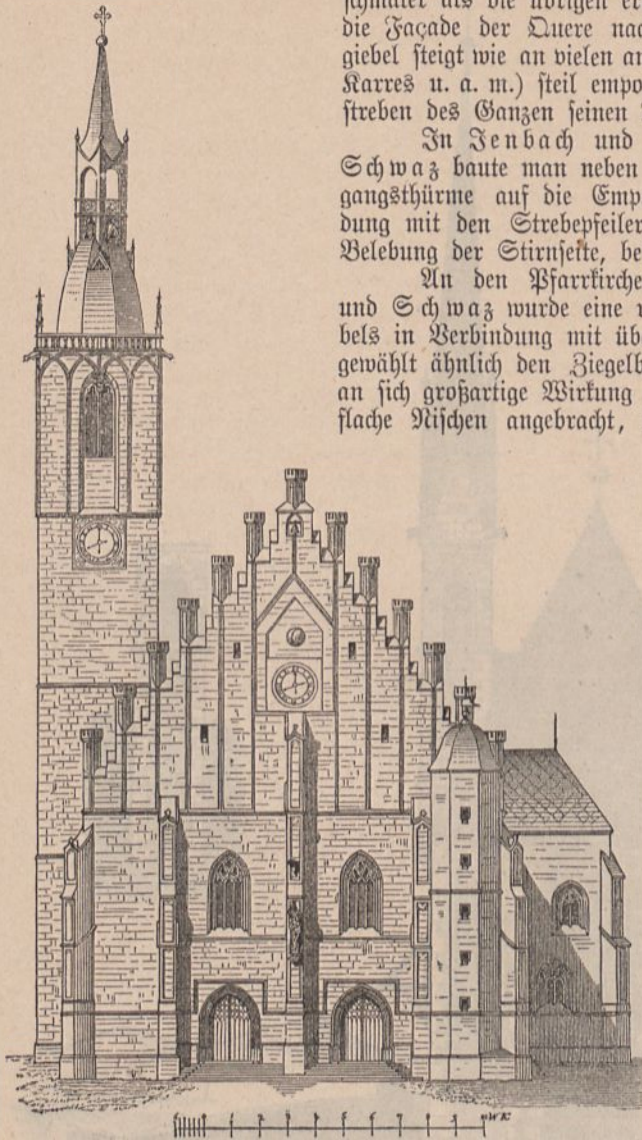 schmäler als die übrigen er
die Façade der Quere nac
giebel steigt wie an vielen an
Karres u. a. m.) steil empo
streben des Ganzen seinen
In Jenbach und
Schwaz baute man neben
gangsthürme auf die Emp
dung mit den Strebepfeiler
Belebung der Stirnseite, be
An den Pfarrkirche
und Schwaz wurde eine
bels in Verbindung mit üb
gewählt ähnlich den Ziegelb
an sich großartige Wirkung
flache Nischen angebracht,